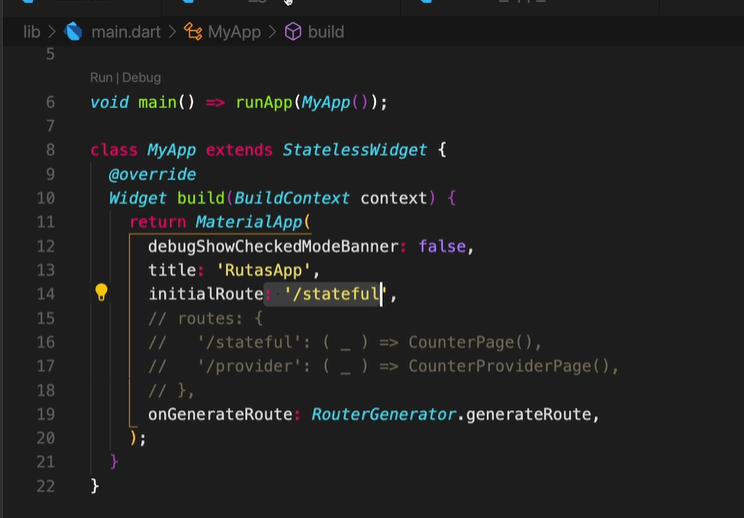 lib > main.dart > MyApp > build
5
Run | Debug
6 void main() => runApp(MyApp());
7
8 class MyApp extends StatelessWidget {
9 @override
10 Widget build(BuildContext context) {
11 return MaterialApp(
12 debugShowCheckedModeBanner: false,
13 title: 'RutasApp',
14 initialRoute: '/stateful',
15 // routes: {
16 //   '/stateful': ( _ ) => CounterPage(),
17 //   '/provider': ( _ ) => CounterProviderPage(),
18 // },
19 onGenerateRoute: RouterGenerator.generateRoute,
20 );
21 }
22 }